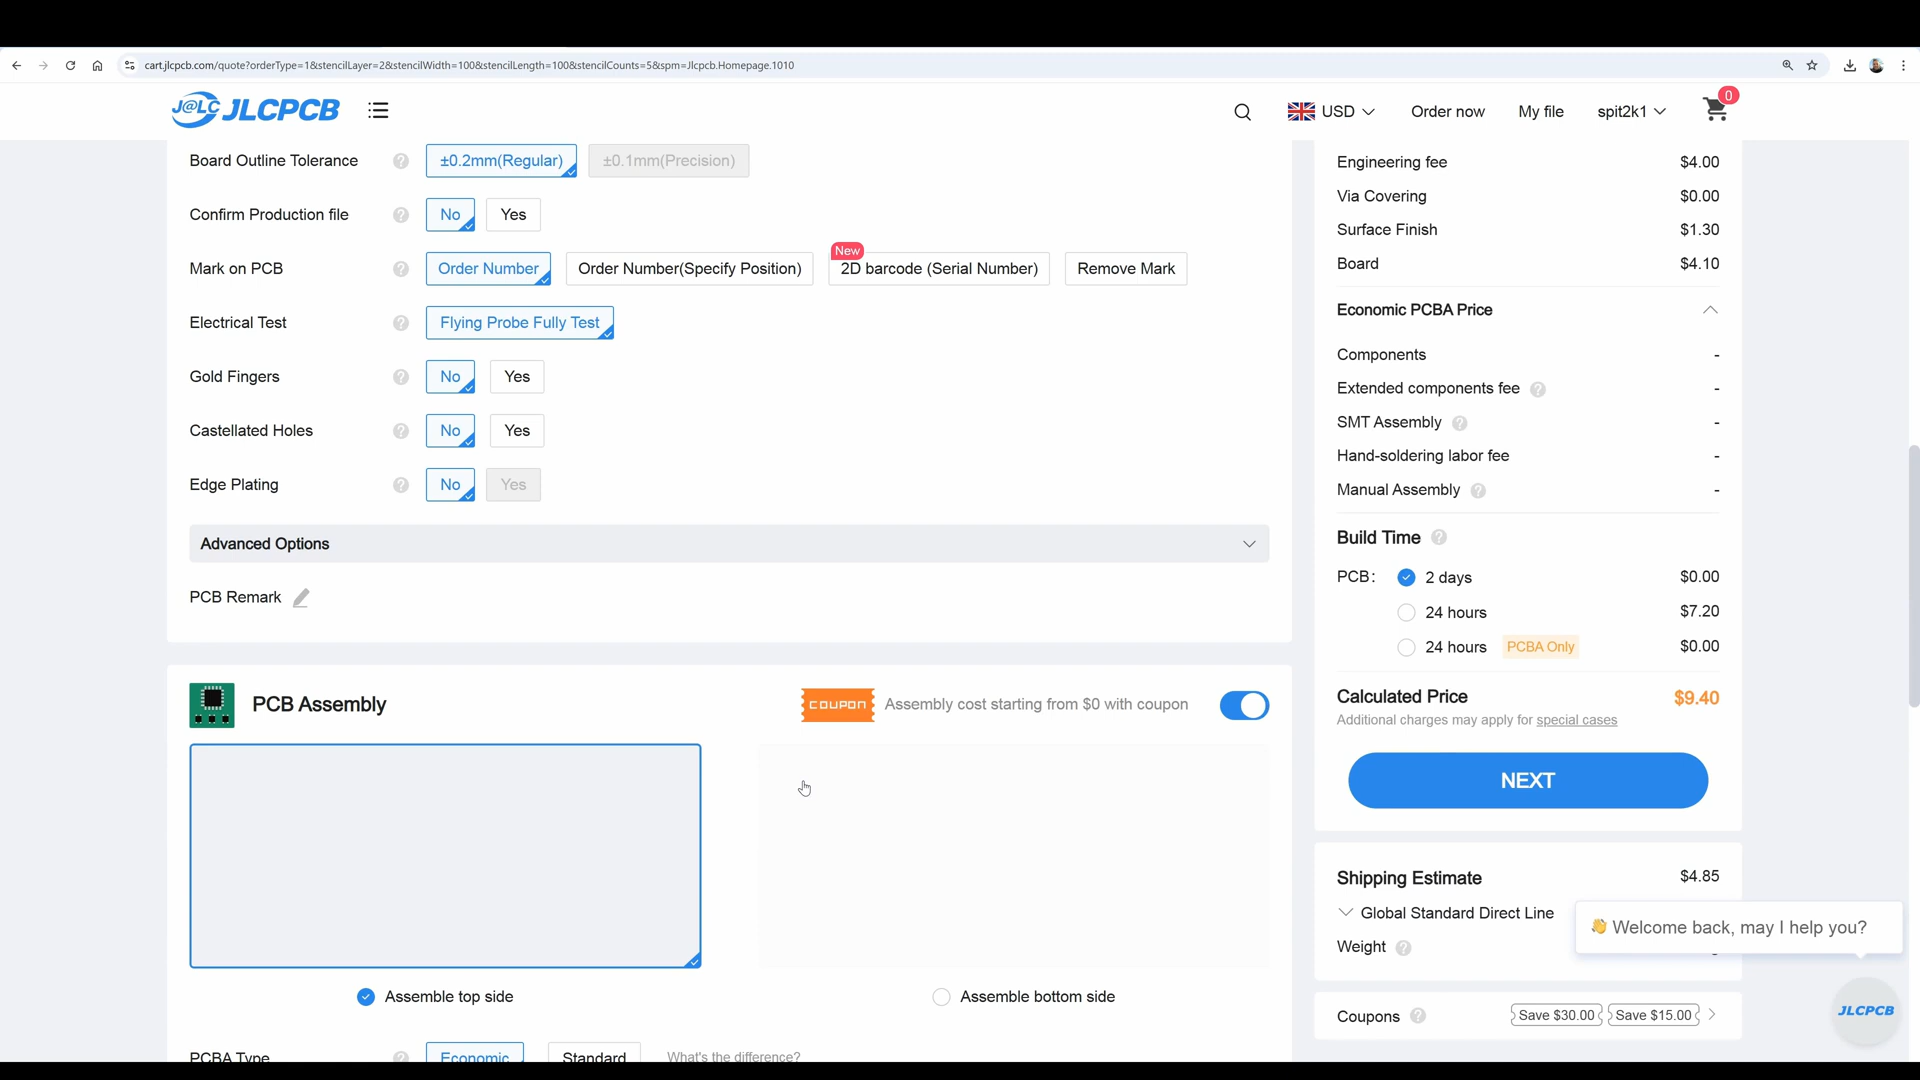 cart.jlcpcb.com/quote?orderType=1&stencilLayer=2&stencilWidth=100&stencilLength=100&stencilCounts=5&spm=Jlcpcb.Homepage.1010
J@LC JLCPCB
USD
Order now
My file
spit2k1
0
Board Outline Tolerance
±0.2mm(Regular)
±0.1mm(Precision)
Confirm Production file
No
Yes
Mark on PCB
Order Number
Order Number(Specify Position)
New
2D barcode (Serial Number)
Remove Mark
Electrical Test
Flying Probe Fully Test
Gold Fingers
No
Yes
Castellated Holes
No
Yes
Edge Plating
No
Yes
Advanced Options
PCB Remark
PCB Assembly
COUPON
Assembly cost starting from $0 with coupon
Assemble top side
Assemble bottom side
PCBA Type
Economic
Standard
What's the difference?
Engineering fee $4.00
Via Covering $0.00
Surface Finish $1.30
Board $4.10
Economic PCBA Price
Components -
Extended components fee -
SMT Assembly -
Hand-soldering labor fee -
Manual Assembly -
Build Time
PCB: 2 days $0.00
24 hours $7.20
24 hours PCBA Only $0.00
Calculated Price $9.40
Additional charges may apply for special cases
NEXT
Shipping Estimate $4.85
Global Standard Direct Line
Weight
👋 Welcome back, may I help you?
Coupons Save $30.00 Save $15.00
JLCPCB